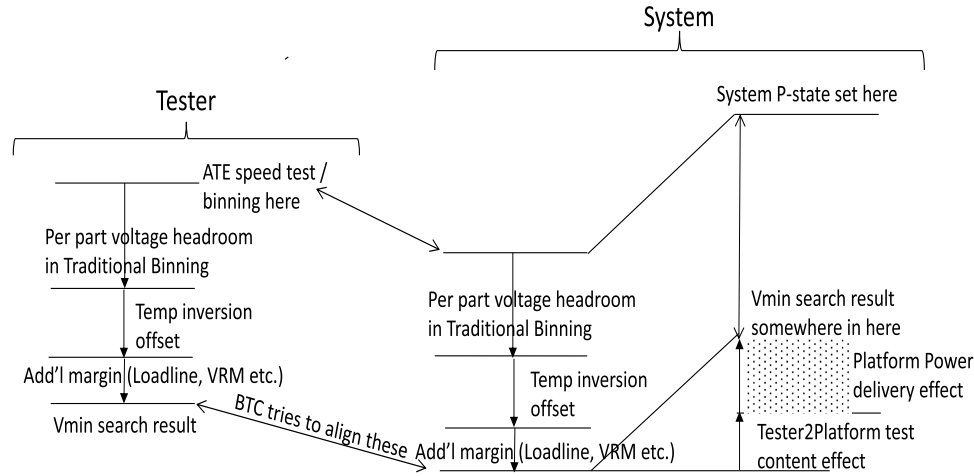 System
System P-state set here
Tester
ATE speed test /
binning here
Per part voltage headroom
in Traditional Binning
Temp inversion
offset
Add'l margin (Loadline, VRM etc.)
Vmin search result
BTC tries to align these
Per part voltage headroom
in Traditional Binning
Temp inversion
offset
Add'l margin (Loadline, VRM etc.)
Vmin search result
somewhere in here
Platform Power
delivery effect
Tester2Platform test
content effect